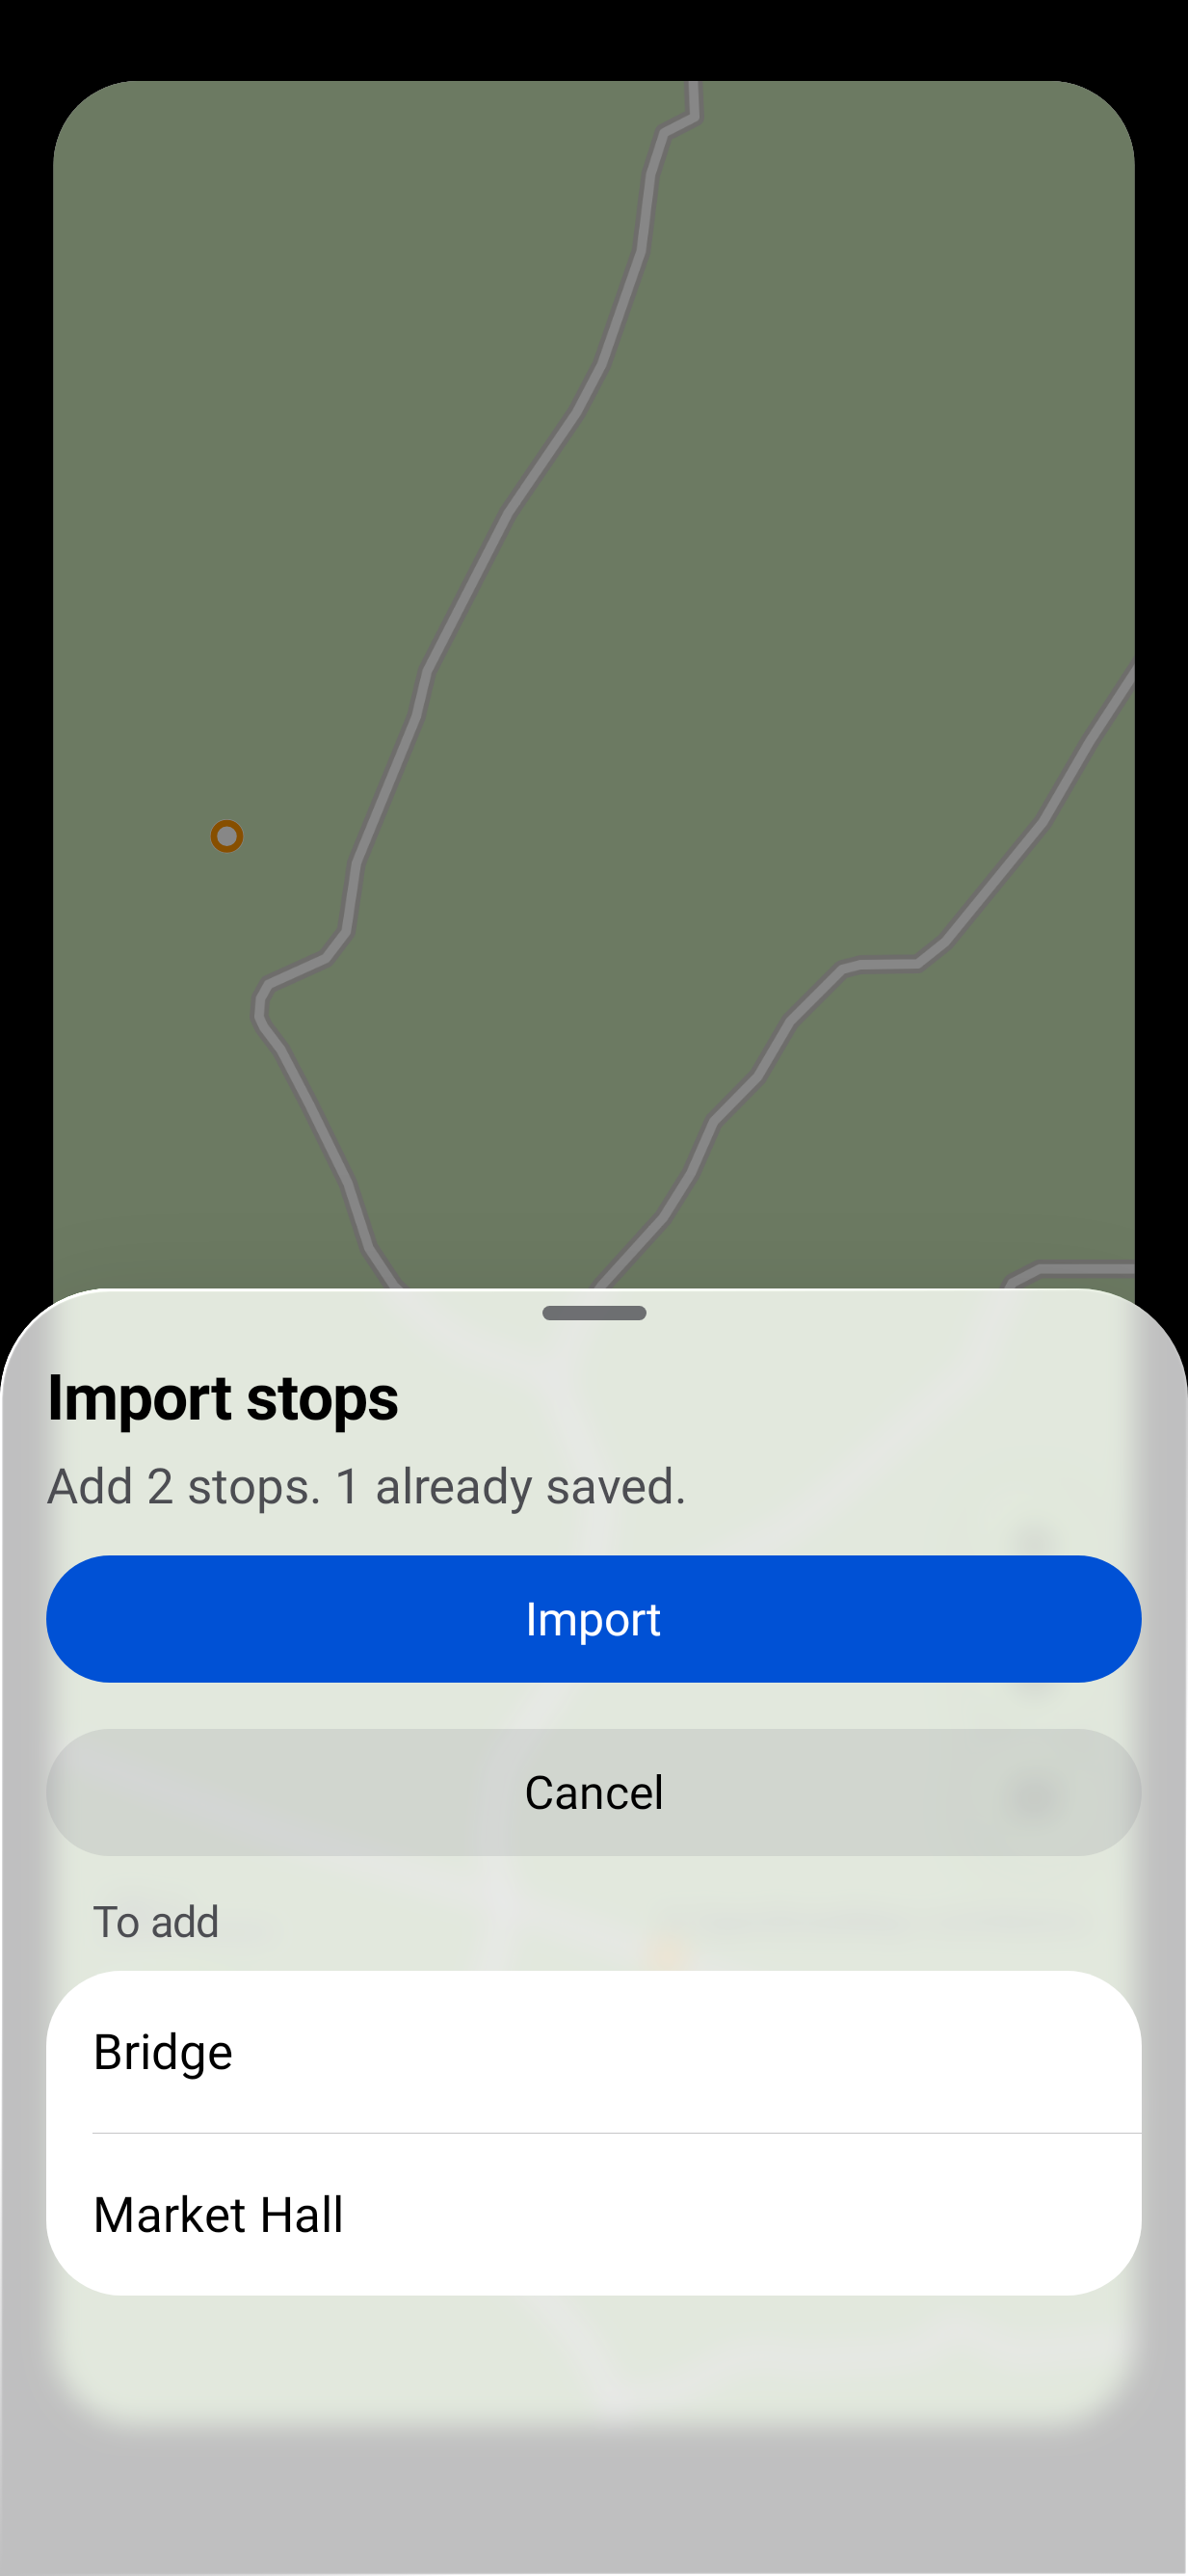 Import stops
Add 2 stops. 1 already saved.
Import
Cancel
To add
Bridge
Market Hall